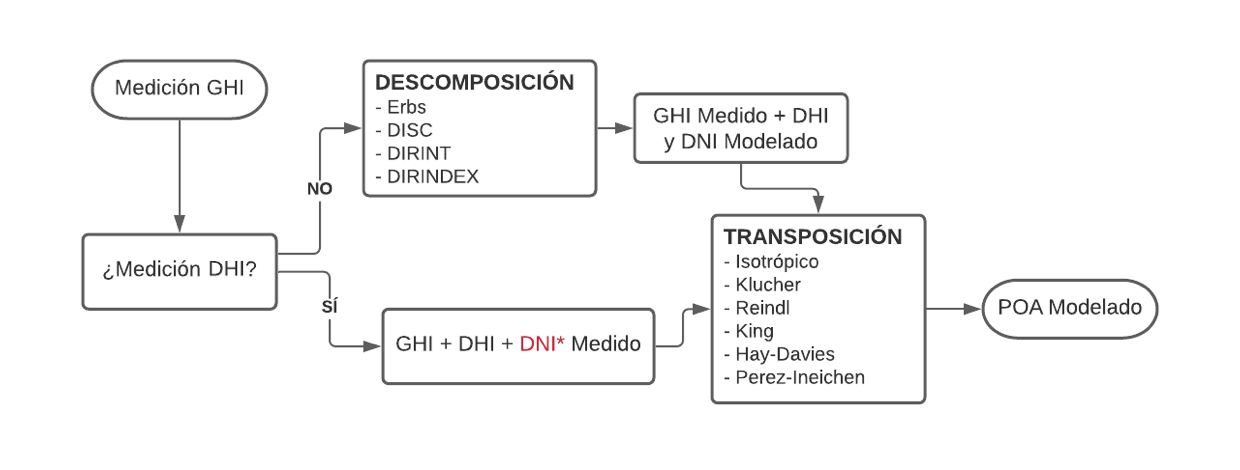 Medición GHI
¿Medición DHI?
NO
SÍ
DESCOMPOSICIÓN
- Erbs
- DISC
- DIRINT
- DIRINDEX
GHI Medido + DHI
y DNI Modelado
GHI + DHI + DNI* Medido
TRANSPOSICIÓN
- Isotrópico
- Klucher
- Reindl
- King
- Hay-Davies
- Perez-Ineichen
POA Modelado